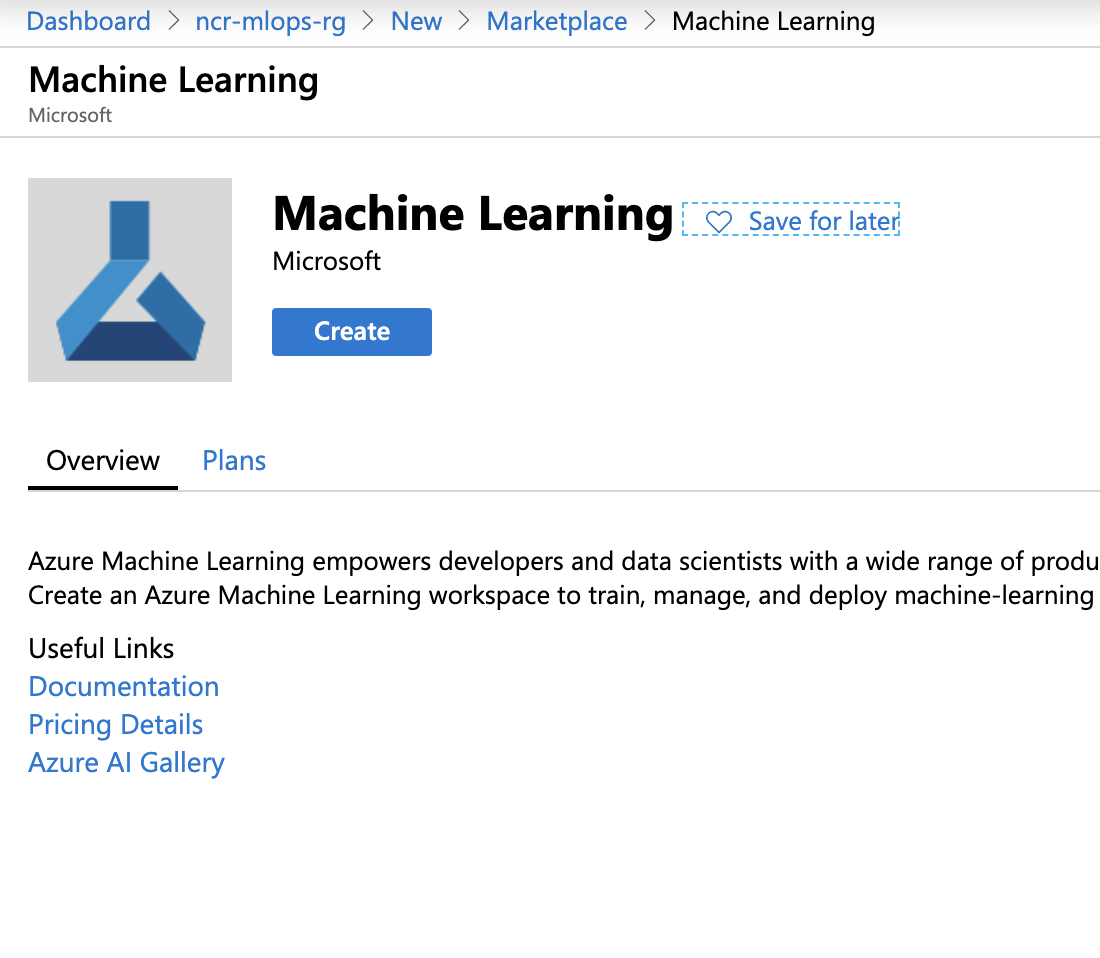 Dashboard > ncr-mlops-rg > New > Marketplace > Machine Learning
Machine Learning
Microsoft
Machine Learning Save for later
Microsoft
Create
Overview Plans
Azure Machine Learning empowers developers and data scientists with a wide range of produ
Create an Azure Machine Learning workspace to train, manage, and deploy machine-learning
Useful Links
Documentation
Pricing Details
Azure AI Gallery